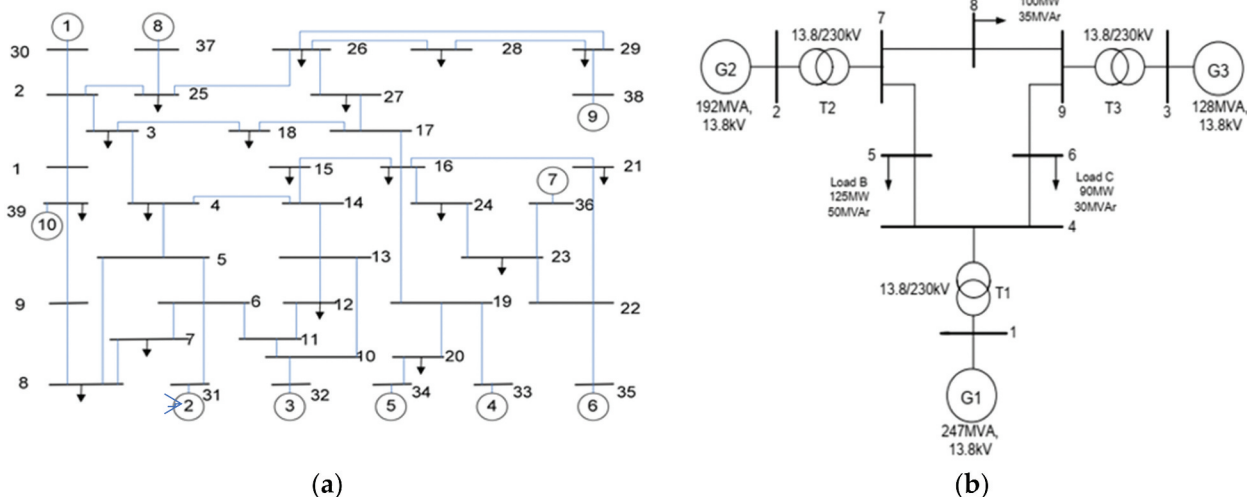 1 8
30 37 26 28 29
2 25 27 38
9
3 18 17
1 15 16 21
7
39 4 14 24 36
10
5 13 23
9 6 12 19 22
7 11
10 20
8 31 32 34 33 35
2 3 5 4 6
(a)
8
100MW
35MVAr
7
13.8/230kV
13.8/230kV
G2
G3
2
T2
9
T3
3
192MVA,
13.8kV
128MVA,
13.8kV
5
6
Load B
125MW
50MVAr
Load C
90MW
30MVAr
4
13.8/230kV
T1
1
G1
247MVA,
13.8kV
(b)